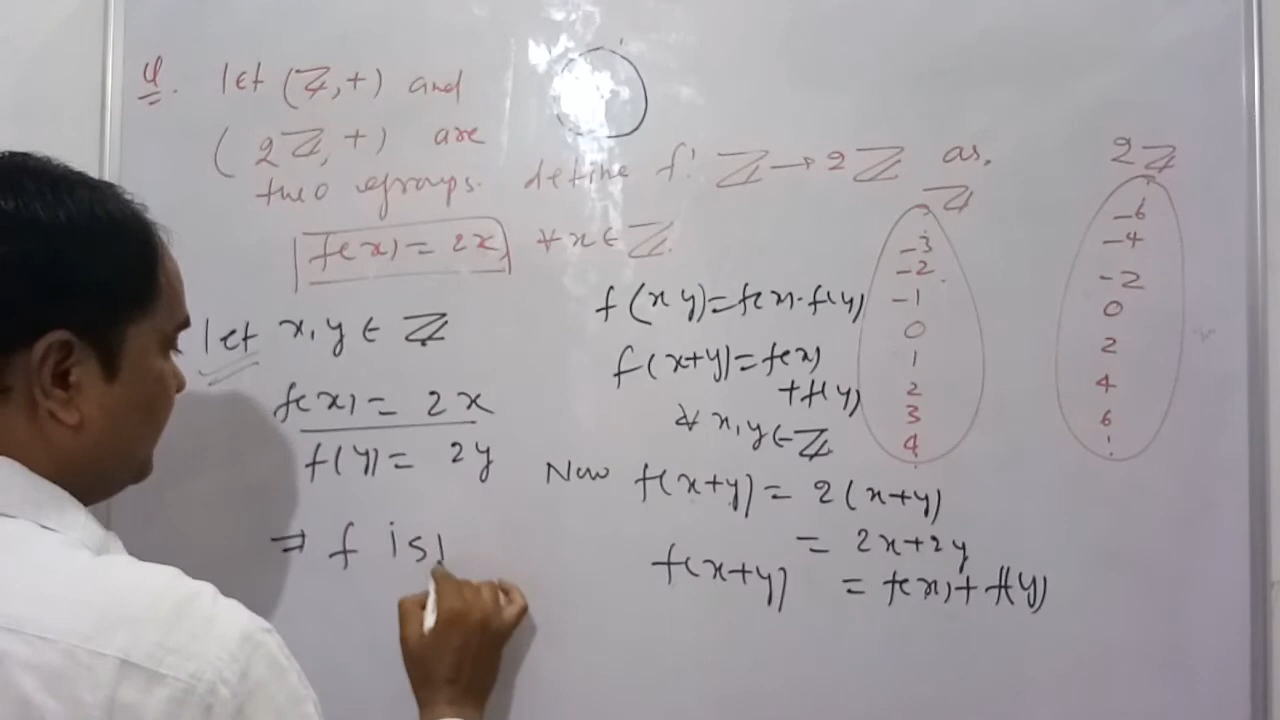 Q. let (ℤ,+) and
(2ℤ,+) are
two groups. define f: ℤ→2ℤ as.
f(x) = 2x, ∀ x ∈ ℤ.
let x,y ∈ ℤ
f(x) = 2x
f(y) = 2y
⇒ f is
f(xy)=f(x)·f(y)
f(x+y)=f(x)
+f(y)
∀ x,y ∈ ℤ
Now f(x+y) = 2(x+y)
= 2x+2y
f(x+y) = f(x)+f(y)
ℤ
-3
-2
-1
0
1
2
3
4
2ℤ
-6
-4
-2
0
2
4
6